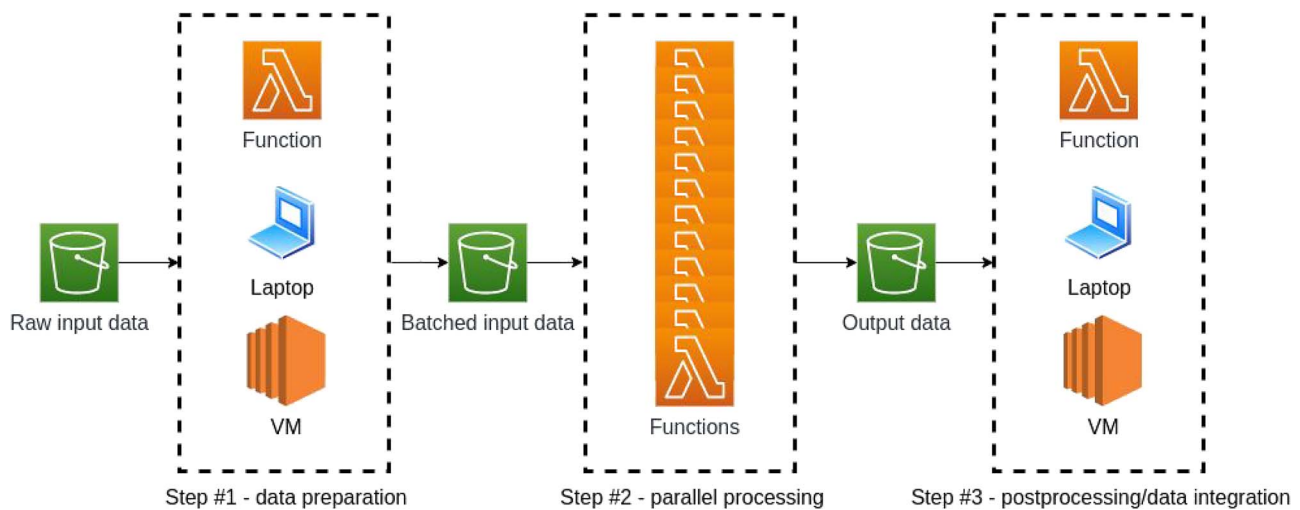 Function
Laptop
VM
Functions
Function
Laptop
VM
Raw input data
Batched input data
Output data
Step #1 - data preparation
Step #2 - parallel processing
Step #3 - postprocessing/data integration